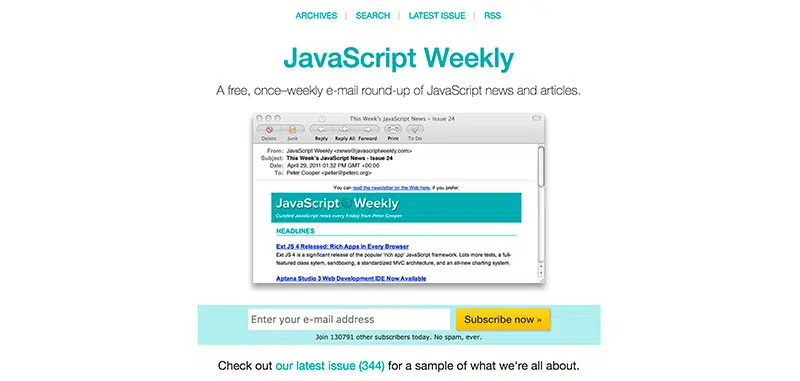 ARCHIVES | SEARCH | LATEST ISSUE | RSS
JavaScript Weekly
A free, once–weekly e-mail round-up of JavaScript news and articles.
This Week's JavaScript News - Issue 24
Delete Junk Reply Reply All Forward Print To Do
From: JavaScript Weekly <news@javascriptweekly.com>
Subject: This Week's JavaScript News - Issue 24
Date: April 29, 2011 01:32 PM GMT+00:00
To: Peter Cooper <peter@peterc.org>
You can read the newsletter on the Web here, if you prefer.
JavaScript Weekly
Curated JavaScript news every Friday from Peter Cooper
HEADLINES
Ext JS 4 Released: Rich Apps in Every Browser
Ext JS 4 is a significant release of the popular 'rich app' JavaScript framework. Lots more tests, a full-
featured class sytem, sandboxing, a standardized MVC architecture, and an all-new charting system.
Aptana Studio 3 Web Development IDE Now Available
Enter your e-mail address
Subscribe now »
Join 130791 other subscribers today. No spam, ever.
Check out our latest issue (344) for a sample of what we're all about.